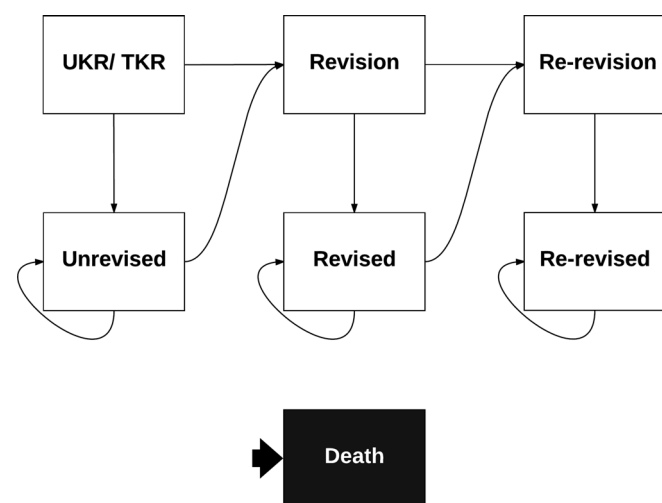 UKR/ TKR
Revision
Re-revision
Unrevised
Revised
Re-revised
Death